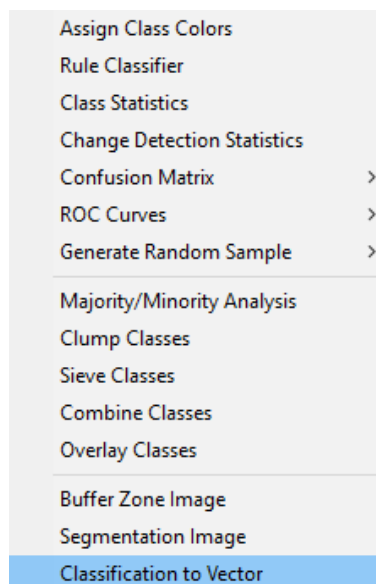 Assign Class Colors
Rule Classifier
Class Statistics
Change Detection Statistics
Confusion Matrix
ROC Curves
Generate Random Sample
Majority/Minority Analysis
Clump Classes
Sieve Classes
Combine Classes
Overlay Classes
Buffer Zone Image
Segmentation Image
Classification to Vector